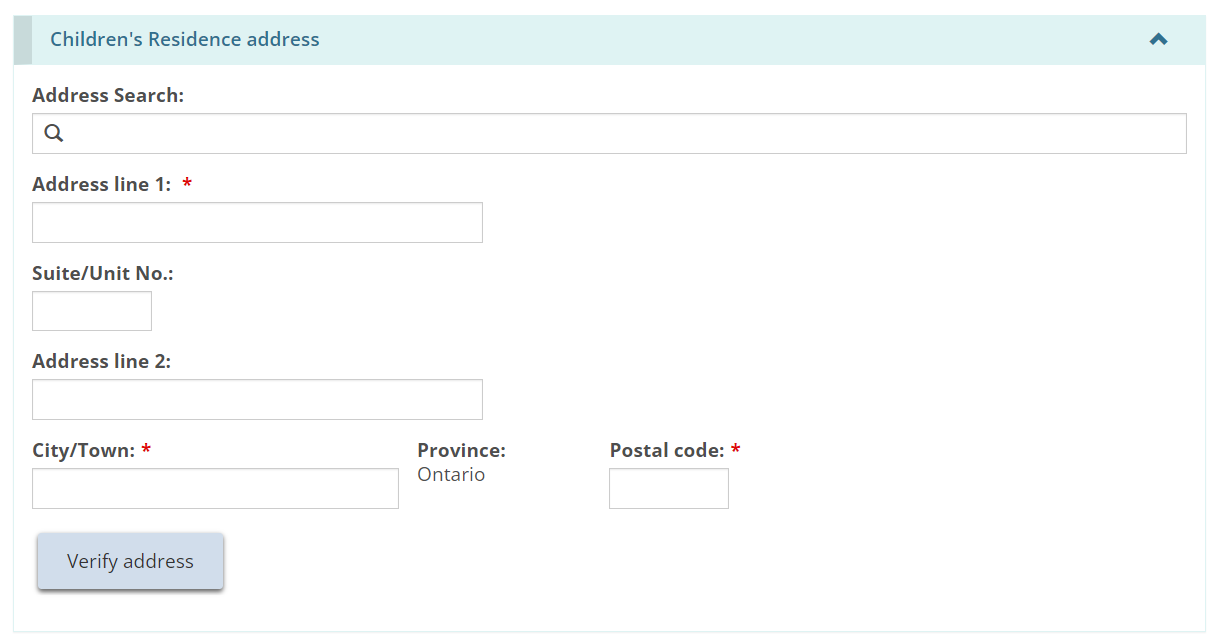 Children's Residence address
Address Search:
Address line 1: *
Suite/Unit No.:
Address line 2:
City/Town: * Province: Postal code: *
Ontario
Verify address